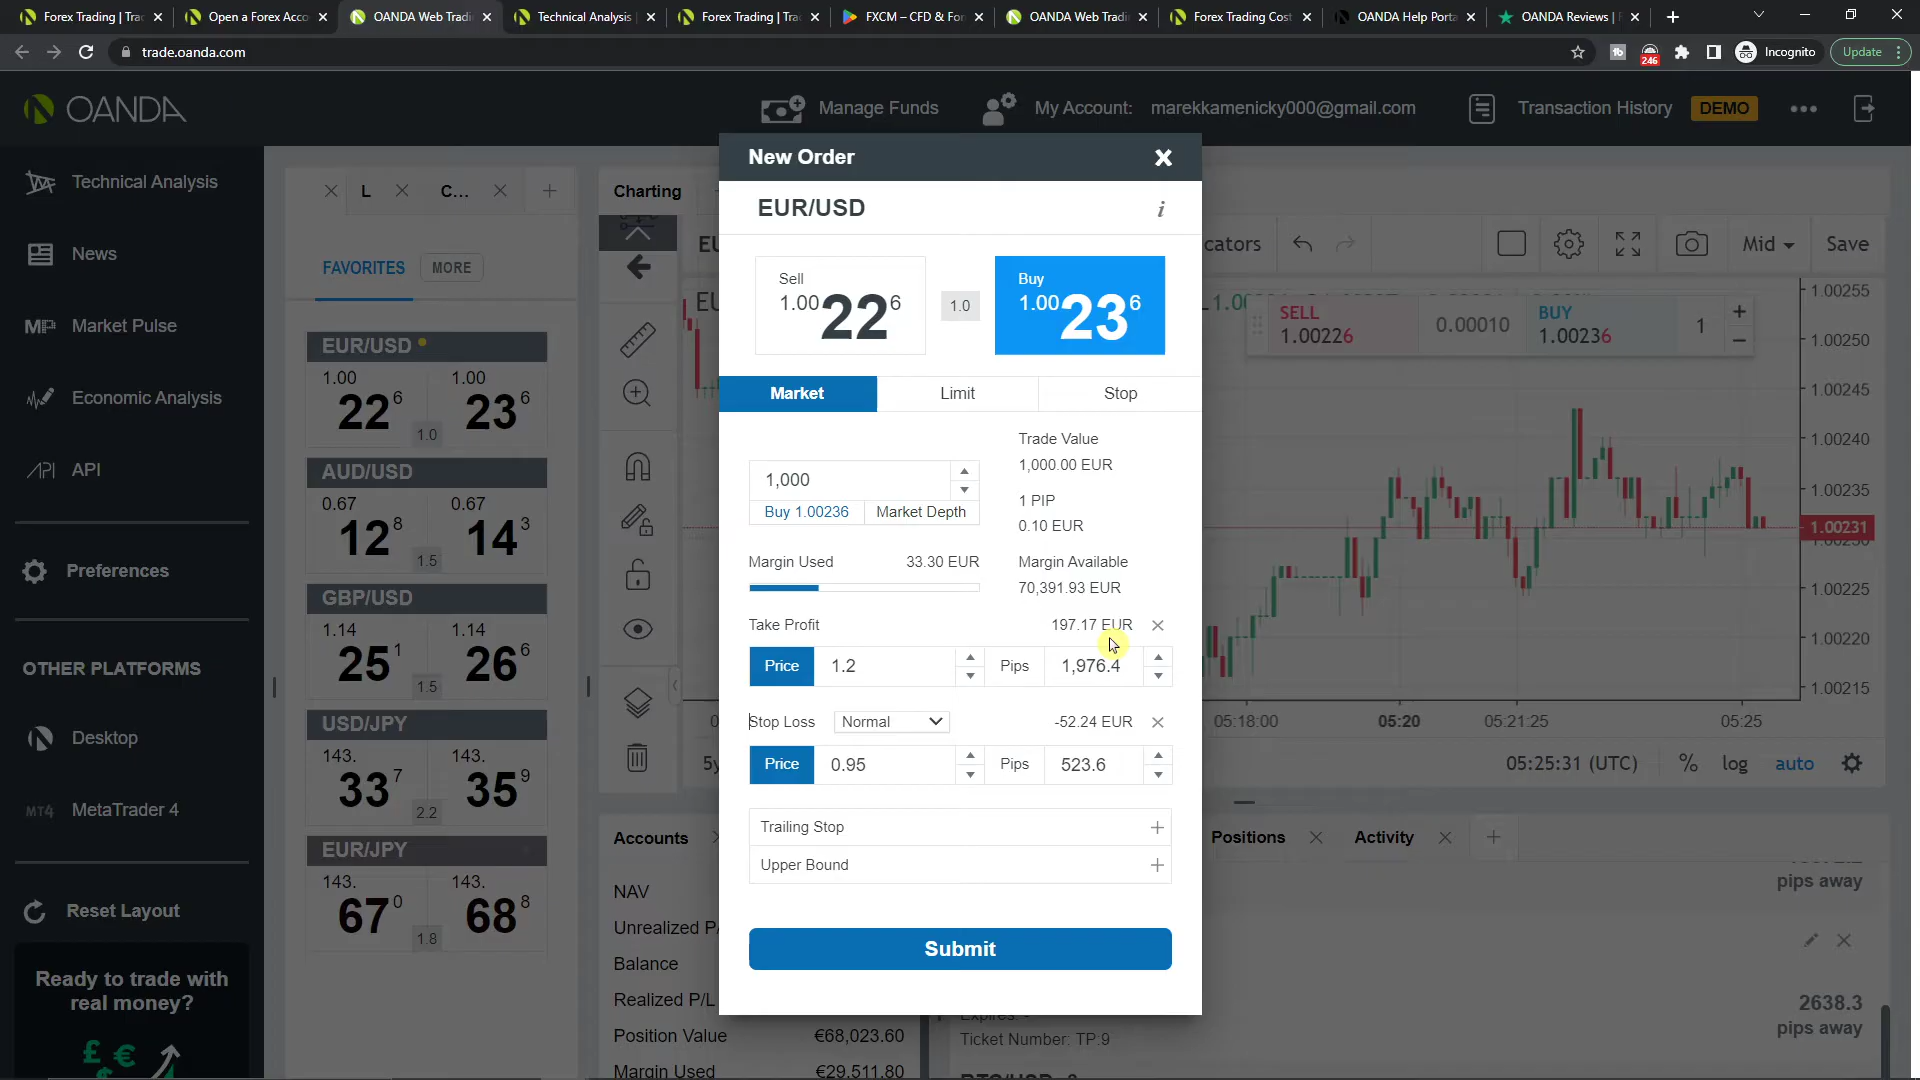 Forex Trading | Tra
Open a Forex Acco
OANDA Web Tradi
Technical Analysis
Forex Trading | Tra
FXCM – CFD & For
OANDA Web Tradi
Forex Trading Cost
OANDA Help Porta
OANDA Reviews |
trade.oanda.com
246
Incognito
Update
OANDA
Manage Funds
My Account: marekkamenicky000@gmail.com
Transaction History
DEMO
Technical Analysis
News
Market Pulse
Economic Analysis
API
Preferences
OTHER PLATFORMS
Desktop
MT4 MetaTrader 4
Reset Layout
Ready to trade with
real money?
L
C...
FAVORITES
MORE
EUR/USD
1.00 22 6
1.00 23 6
1.0
AUD/USD
0.67 12 8
0.67 14 3
1.5
GBP/USD
1.14 25 1
1.14 26 6
1.5
USD/JPY
143. 33 7
143. 35 9
2.2
EUR/JPY
143. 67 0
143. 68 8
1.8
Charting
cators
Mid
Save
SELL
1.00226
0.00010
BUY
1.00236
1
1.00255
1.00250
1.00245
1.00240
1.00235
1.00231
1.00225
1.00220
1.00215
05:18:00
05:20
05:21:25
05:25
5y
05:25:31 (UTC)
%
log
auto
New Order
EUR/USD
i
Sell
1.00 22 6
1.0
Buy
1.00 23 6
Market
Limit
Stop
1,000
Buy 1.00236
Market Depth
Trade Value
1,000.00 EUR
1 PIP
0.10 EUR
Margin Used
33.30 EUR
Margin Available
70,391.93 EUR
Take Profit
197.17 EUR
Price
1.2
Pips
1,976.4
Stop Loss
Normal
-52.24 EUR
Price
0.95
Pips
523.6
Trailing Stop
Upper Bound
Submit
Accounts
NAV
Unrealized P
Balance
Realized P/L
Position Value
€68,023.60
Margin Used
€29,511.80
Positions
Activity
pips away
2638.3
pips away
Ticket Number: TP:9